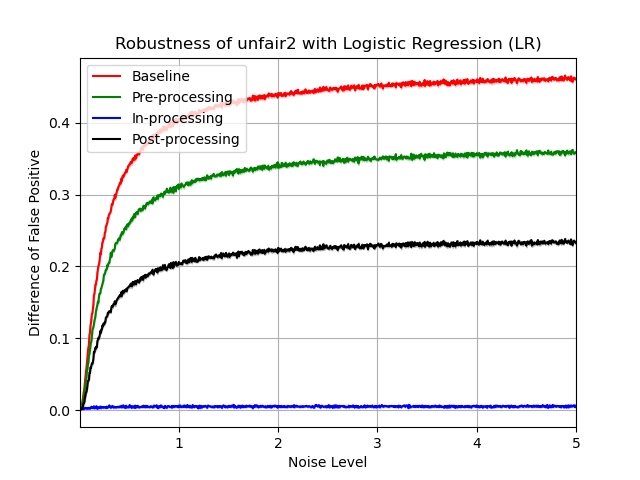 Robustness of unfair2 with Logistic Regression (LR)
Baseline
Pre-processing
In-processing
Post-processing
Difference of False Positive
0.4
0.3
0.2
0.1
0.0
1 2 3 4 5
Noise Level